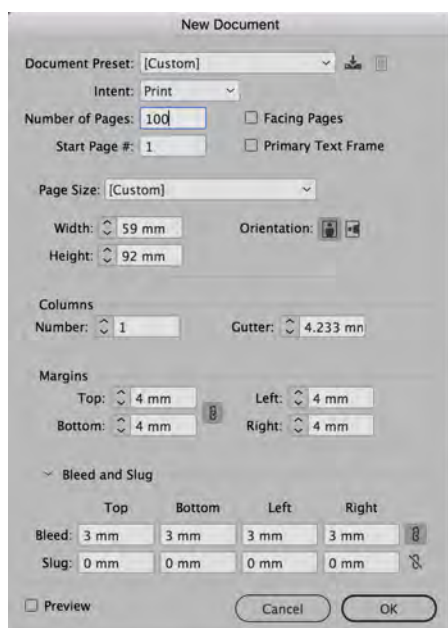 New Document
Document Preset: [Custom]
Intent: Print
Number of Pages: 100 Facing Pages
Start Page #: 1 Primary Text Frame
Page Size: [Custom]
Width: 59 mm Orientation:
Height: 92 mm
Columns
Number: 1 Gutter: 4.233 mm
Margins
Top: 4 mm Left: 4 mm
Bottom: 4 mm Right: 4 mm
Bleed and Slug
Top Bottom Left Right
Bleed: 3 mm 3 mm 3 mm 3 mm
Slug: 0 mm 0 mm 0 mm 0 mm
Preview Cancel OK